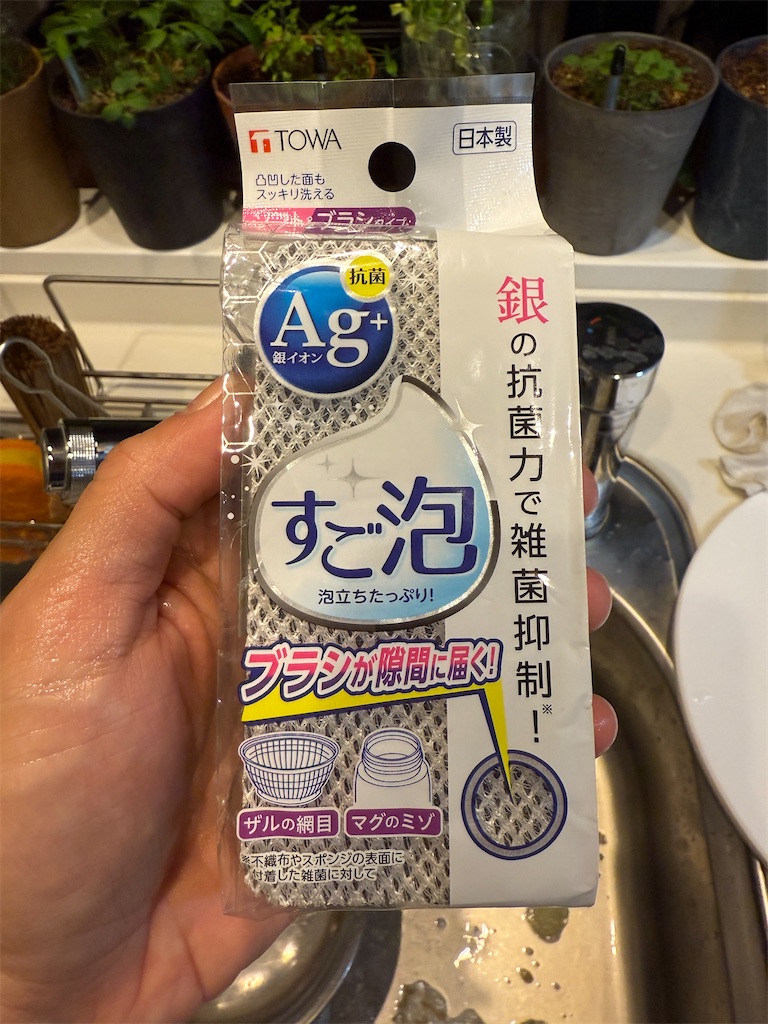 TOWA
日本製
凸凹した面も
スッキリ洗える
ブラシタイプ
抗菌
Ag+
銀イオン
銀の抗菌力で雑菌抑制!※
すご泡
泡立ちたっぷり!
ブラシが隙間に届く!
ザルの網目
マグのミゾ
※不織布やスポンジの表面に
付着した雑菌に対して